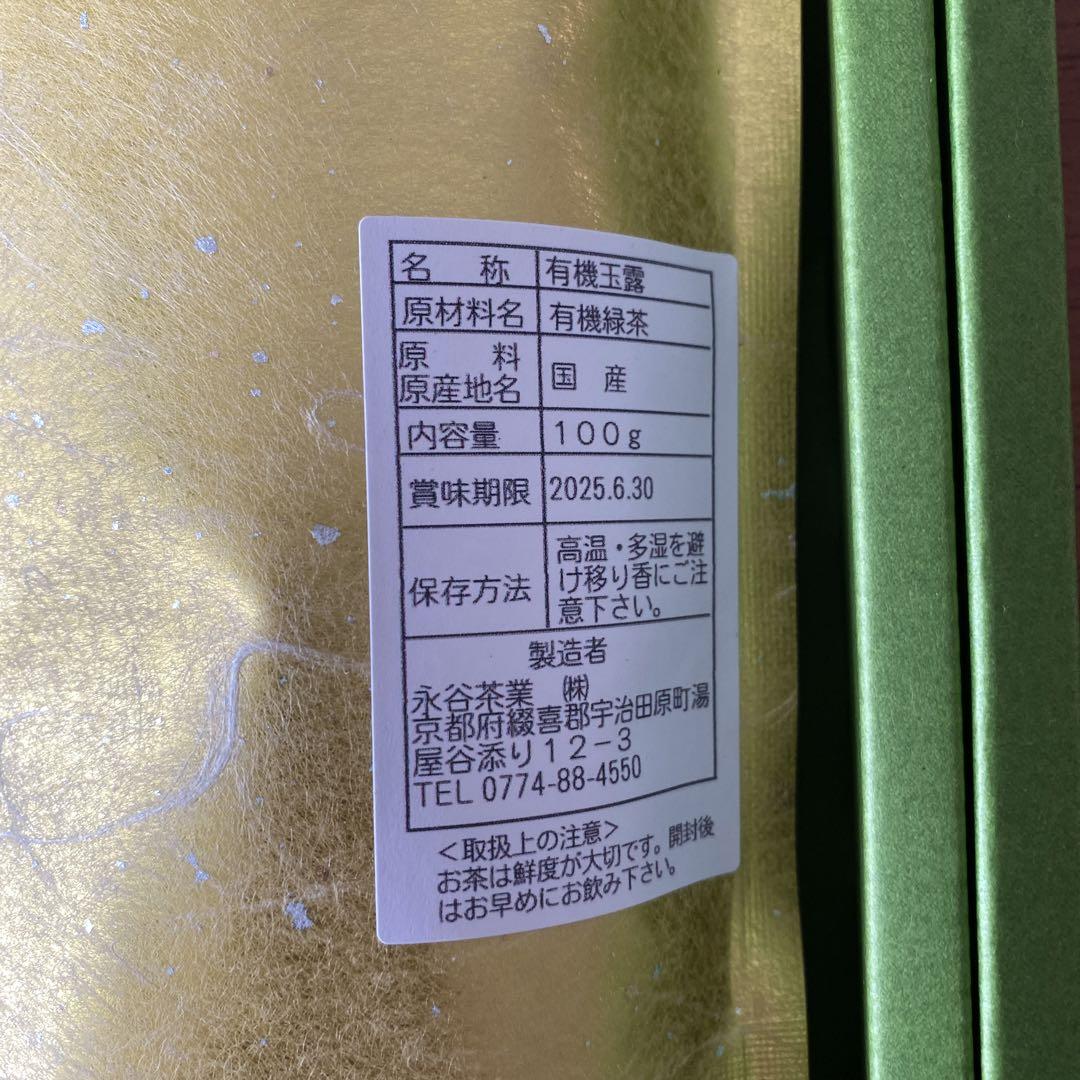 名 称 有機玉露
原材料名 有機緑茶
原 料
原産地名 国 産
内容量 100g
賞味期限 2025.6.30
保存方法 高温・多湿を避
け移り香にご注
意下さい。
製造者
永谷茶業 ㈱
京都府綴喜郡宇治田原町湯
屋谷添り12-3
TEL 0774-88-4550
<取扱上の注意>
お茶は鮮度が大切です。開封後
はお早めにお飲み下さい。